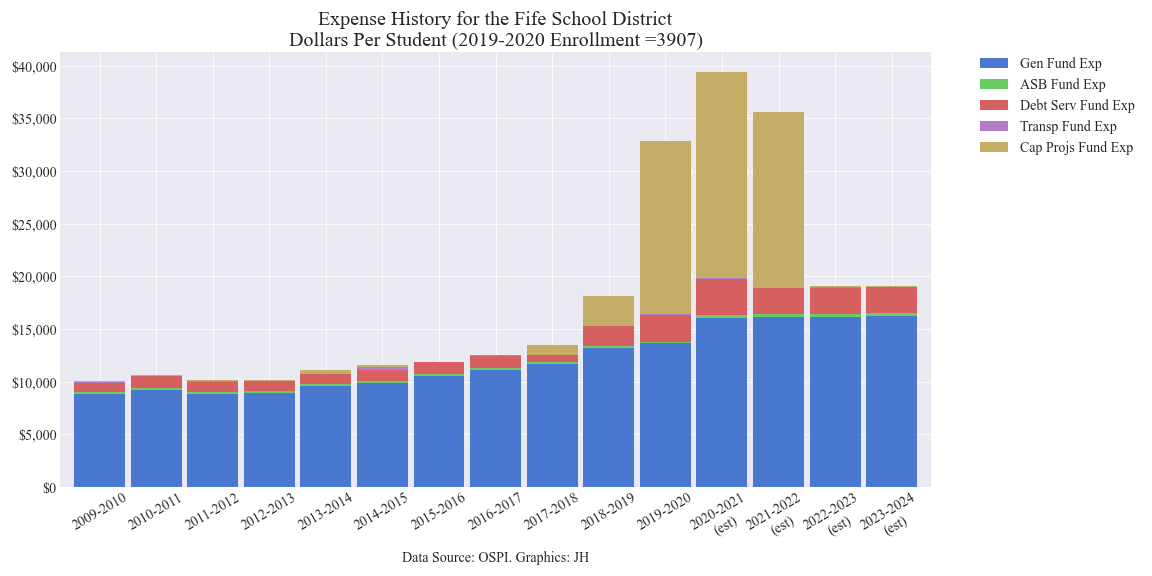 Expense History for the Fife School District
Dollars Per Student (2019-2020 Enrollment =3907)
$40,000
$35,000
$30,000
$25,000
$20,000
$15,000
$10,000
$5,000
$0
2009-2010
2010-2011
2011-2012
2012-2013
2013-2014
2014-2015
2015-2016
2016-2017
2017-2018
2018-2019
2019-2020
2020-2021
(est)
2021-2022
(est)
2022-2023
(est)
2023-2024
(est)
Data Source: OSPI. Graphics: JH
Gen Fund Exp
ASB Fund Exp
Debt Serv Fund Exp
Transp Fund Exp
Cap Projs Fund Exp